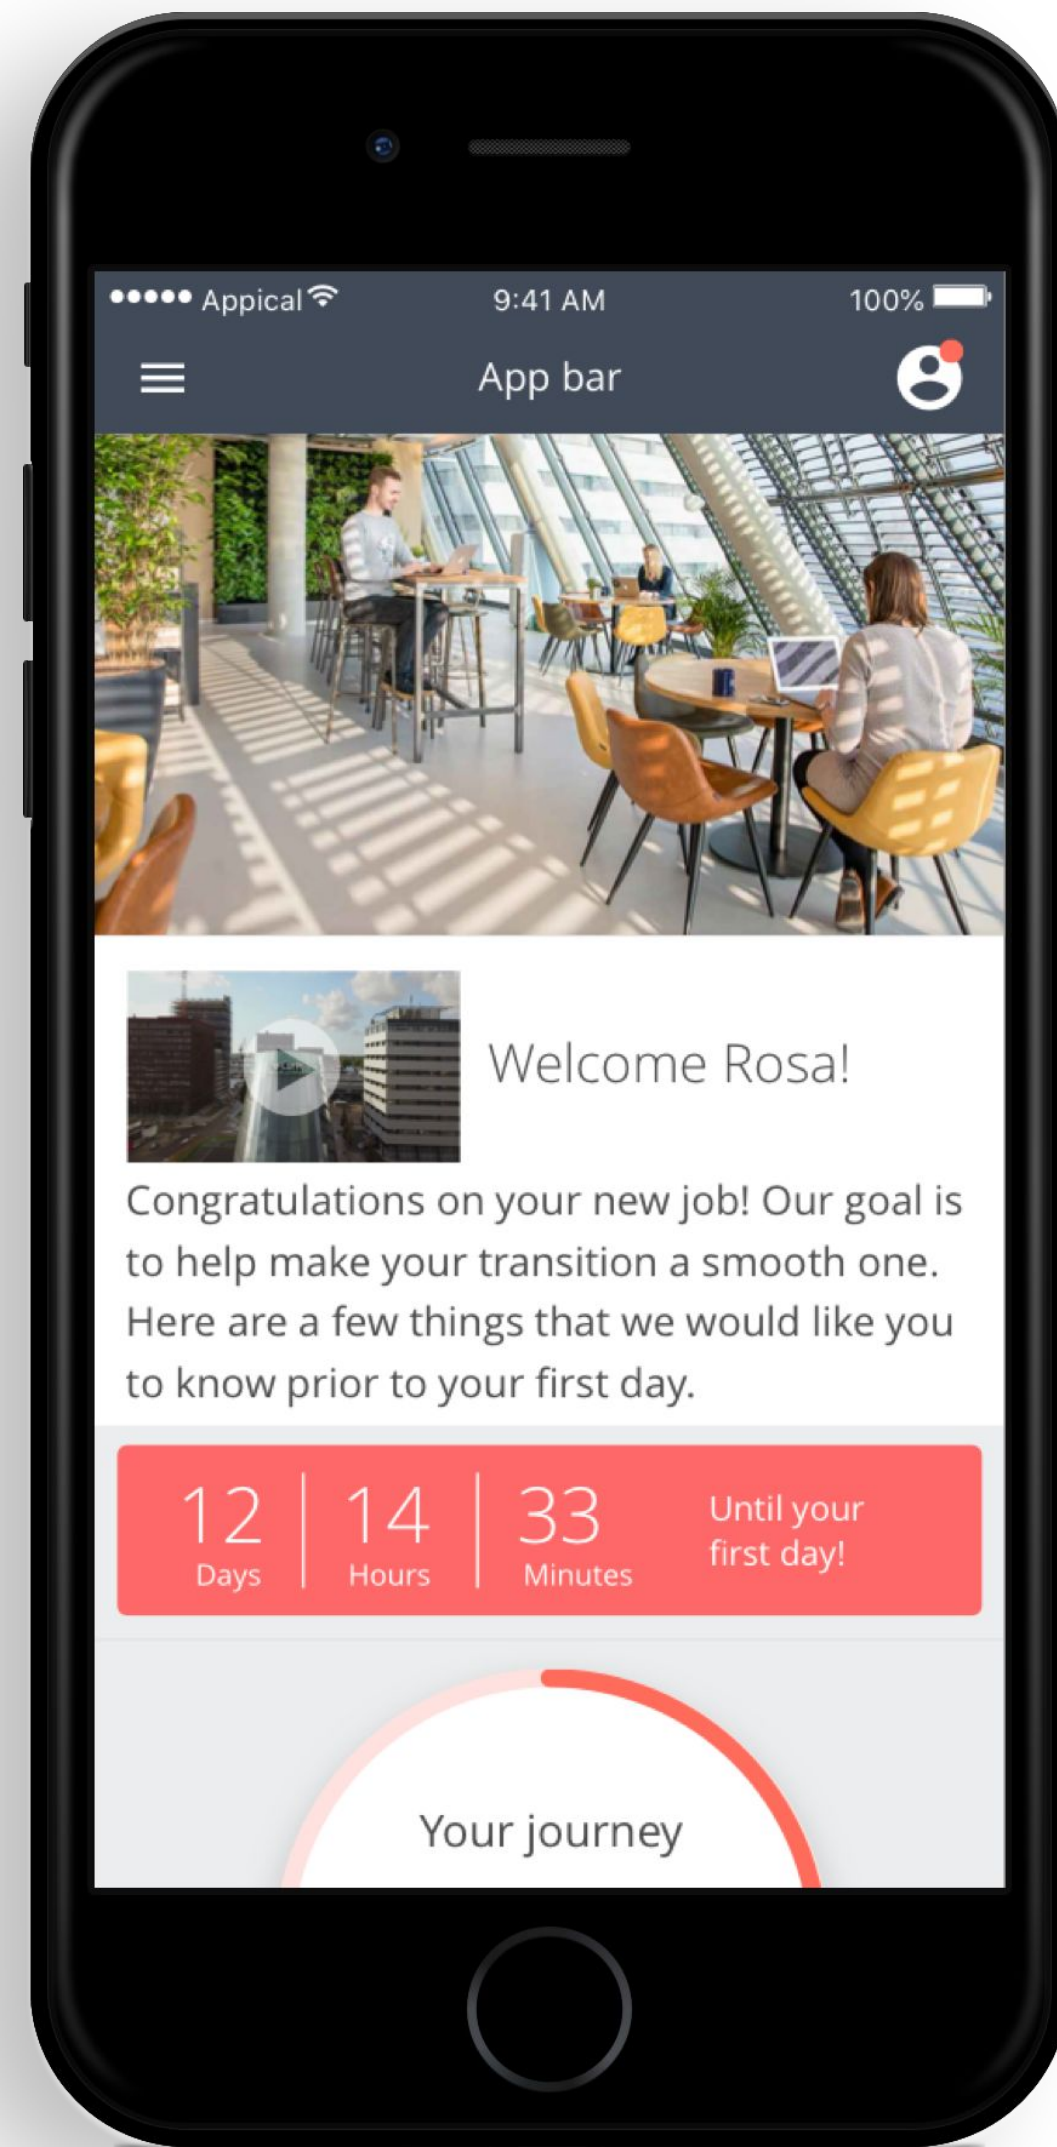 Appical 9:41 AM 100%
App bar
Welcome Rosa!
Congratulations on your new job! Our goal is
to help make your transition a smooth one.
Here are a few things that we would like you
to know prior to your first day.
12 14 33 Until your
Days Hours Minutes first day!
Your journey